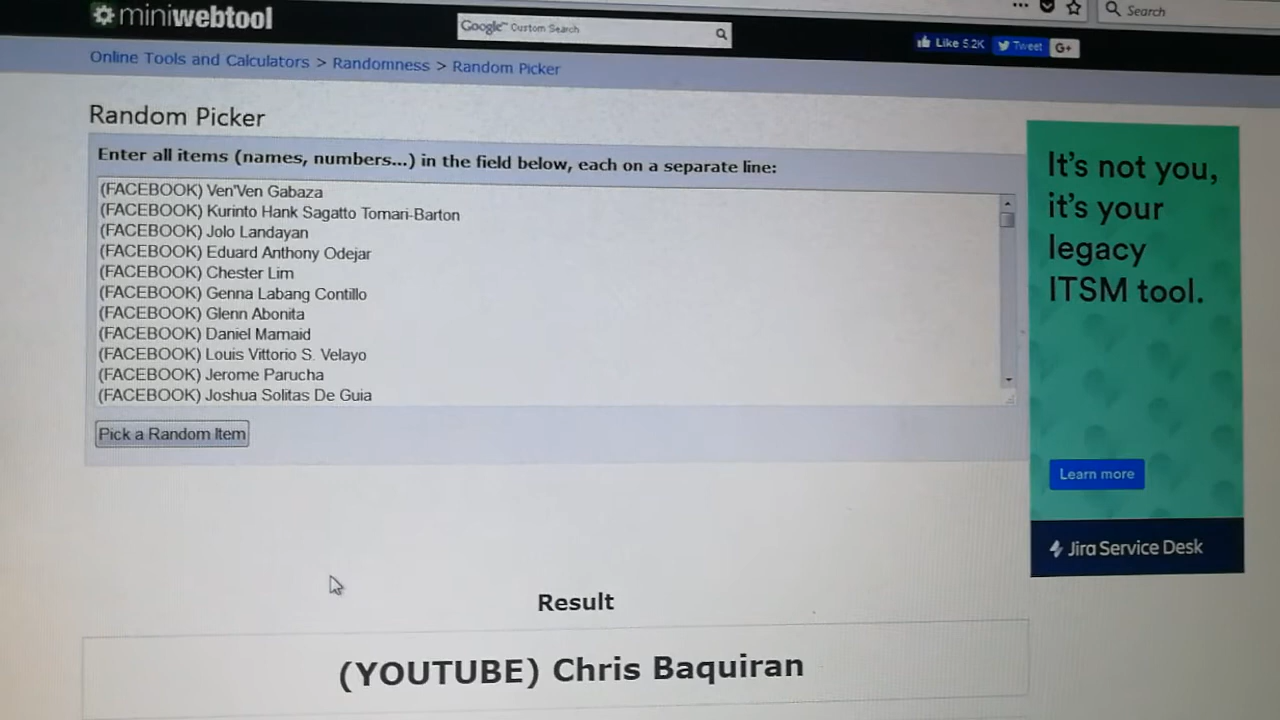 miniwebtool
Google™ Custom Search
Like 5.2K
Tweet
G+
Search
Online Tools and Calculators > Randomness > Random Picker
Random Picker
Enter all items (names, numbers...) in the field below, each on a separate line:
(FACEBOOK) Ven'Ven Gabaza
(FACEBOOK) Kurinto Hank Sagatto Tomari-Barton
(FACEBOOK) Jolo Landayan
(FACEBOOK) Eduard Anthony Odejar
(FACEBOOK) Chester Lim
(FACEBOOK) Genna Labang Contillo
(FACEBOOK) Glenn Abonita
(FACEBOOK) Daniel Mamaid
(FACEBOOK) Louis Vittorio S. Velayo
(FACEBOOK) Jerome Parucha
(FACEBOOK) Joshua Solitas De Guia
Pick a Random Item
It's not you,
it's your
legacy
ITSM tool.
Learn more
Jira Service Desk
Result
(YOUTUBE) Chris Baquiran